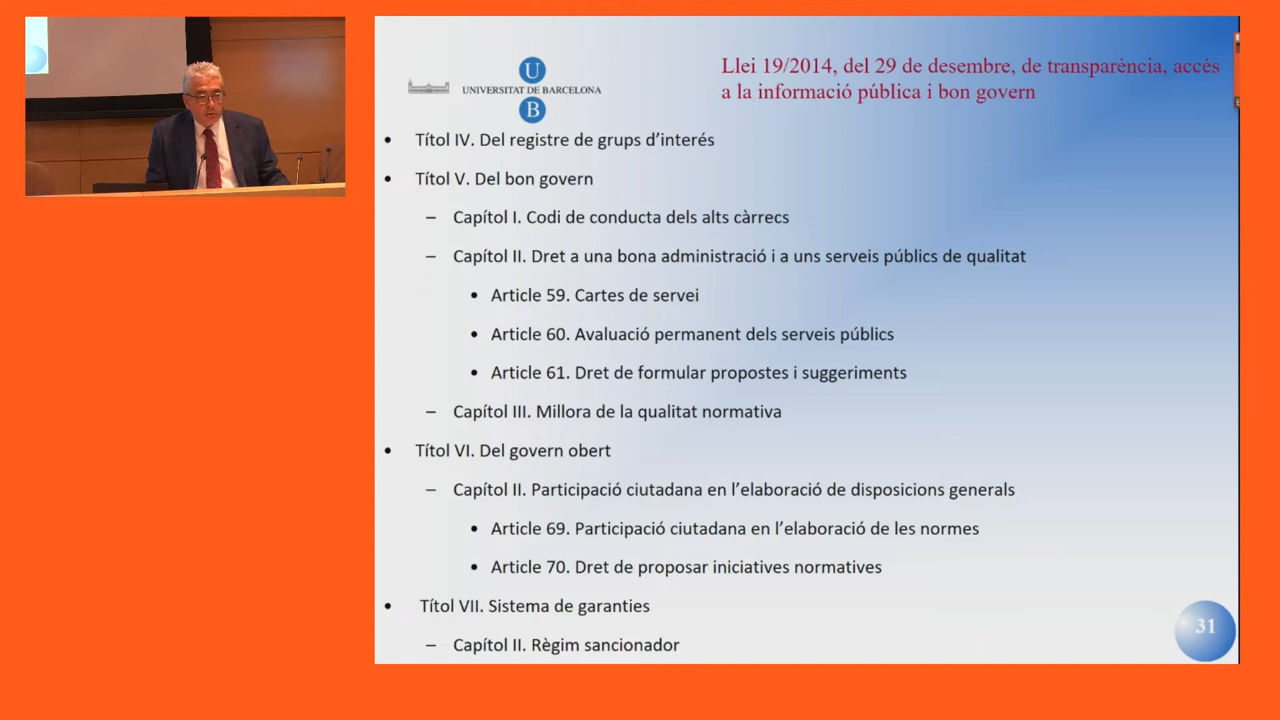 U
UNIVERSITAT DE BARCELONA
B
Llei 19/2014, del 29 de desembre, de transparència, accés
a la informació pública i bon govern
• Títol IV. Del registre de grups d’interés
• Títol V. Del bon govern
– Capítol I. Codi de conducta dels alts càrrecs
– Capítol II. Dret a una bona administració i a uns serveis públics de qualitat
• Article 59. Cartes de servei
• Article 60. Avaluació permanent dels serveis públics
• Article 61. Dret de formular propostes i suggeriments
– Capítol III. Millora de la qualitat normativa
• Títol VI. Del govern obert
– Capítol II. Participació ciutadana en l’elaboració de disposicions generals
• Article 69. Participació ciutadana en l’elaboració de les normes
• Article 70. Dret de proposar iniciatives normatives
• Títol VII. Sistema de garanties
– Capítol II. Règim sancionador
31